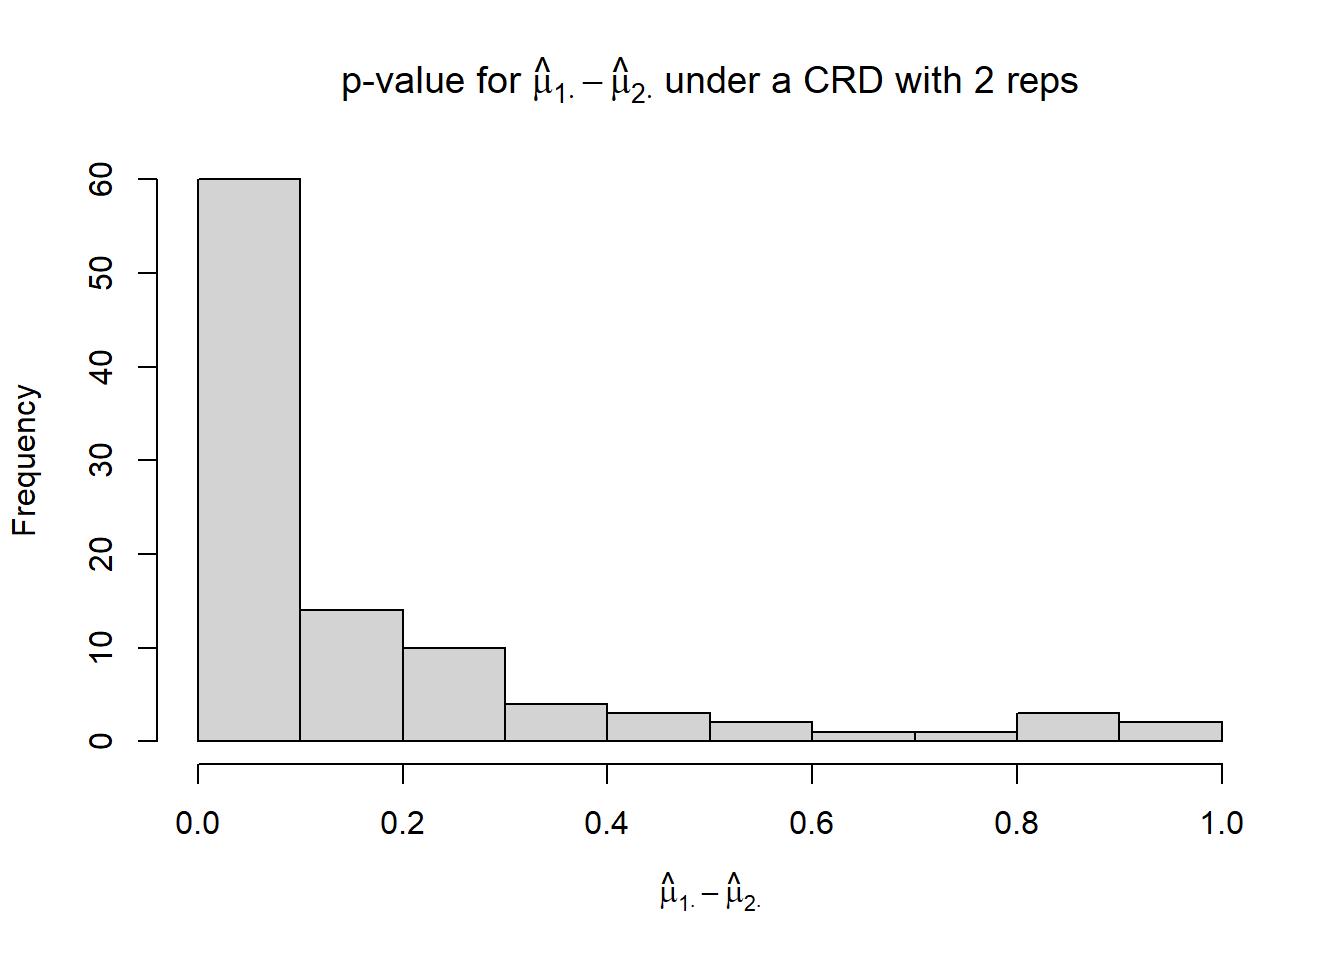 p-value for μ̂₁. − μ̂₂. under a CRD with 2 reps
Frequency
60
50
40
30
20
10
0
0.0 0.2 0.4 0.6 0.8 1.0
μ̂₁. − μ̂₂.